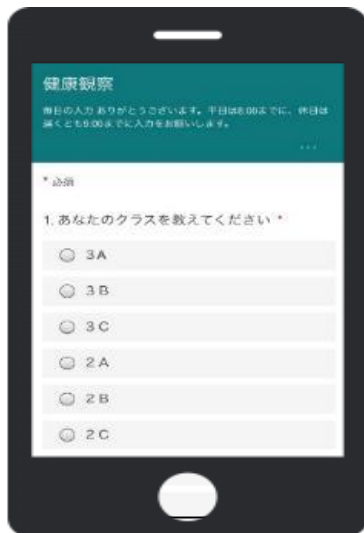 健康観察
毎日の入力 ありがとうございます。平日は8:00までに、休日は
遅くとも9:00までに入力をお願いします。
* 必須
1. あなたのクラスを教えてください *
3A
3B
3C
2A
2B
2C